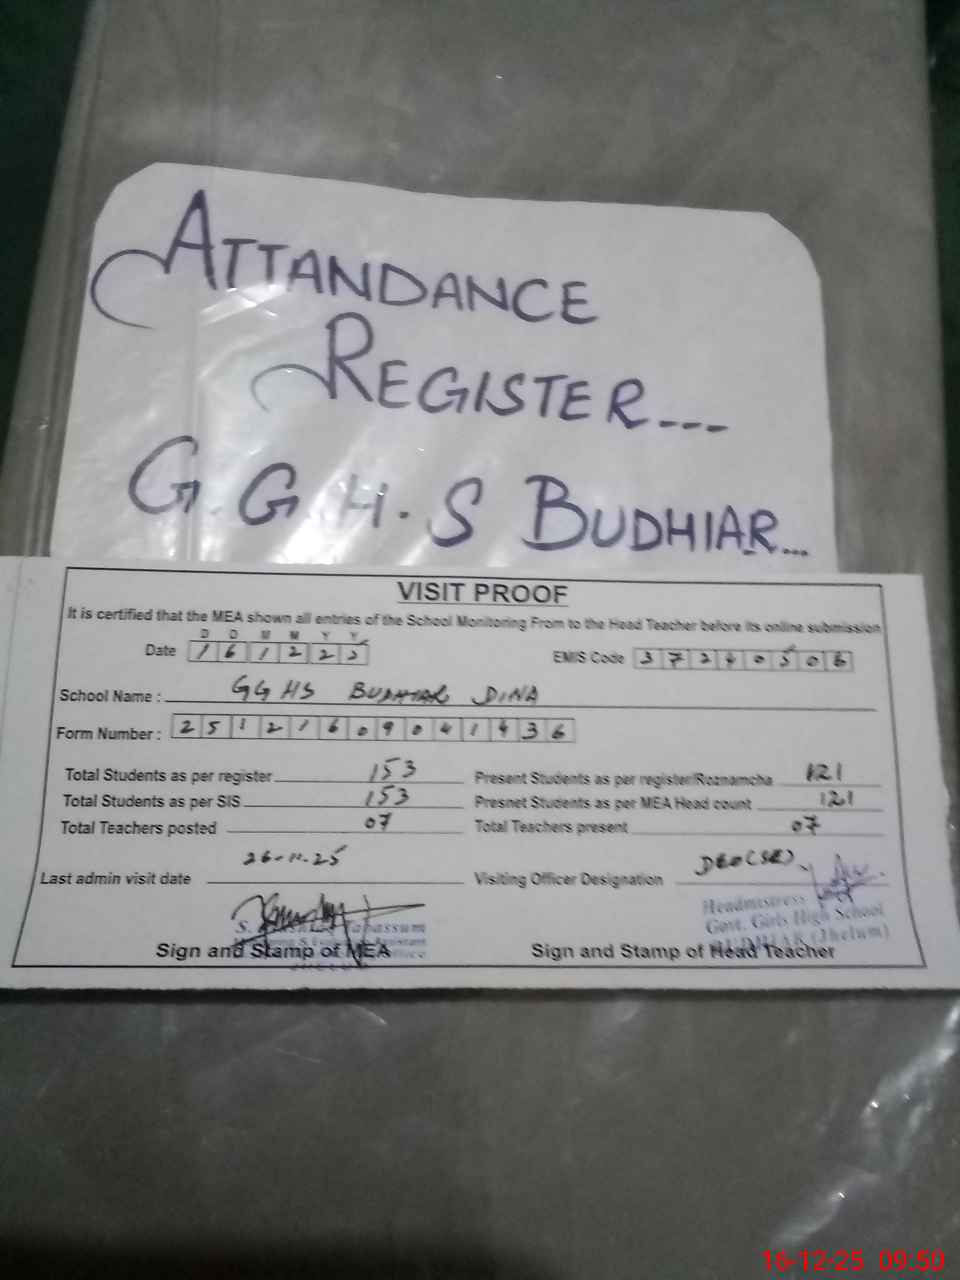 ATTANDANCE
REGISTER---
G.G.H.S BUDHIAR...
VISIT PROOF
It is certified that the MEA shown all entries of the School Monitoring From to the Head Teacher before its online submission
D D M M Y Y
Date 1 6 1 2 2 2 EMIS Code 3 7 2 4 0 5 0 6
School Name : GGHS BUDHIAR DINA
Form Number : 2 5 1 2 1 6 0 9 0 4 1 4 3 6
Total Students as per register 153 Present Students as per register/Roznamcha 121
Total Students as per SIS 153 Presnet Students as per MEA Head count 121
Total Teachers posted 07 Total Teachers present 07
Last admin visit date 26-11-25 Visiting Officer Designation DEO(SE)
S. Tabassum
Headmistress
Govt. Girls High School
BUDHIAR (Jhelum)
Sign and Stamp of MEA Sign and Stamp of Head Teacher
16-12-25 09:50